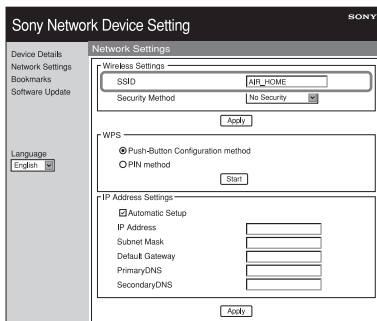 Sony Network Device Setting
SONY
Device Details
Network Settings
Bookmarks
Software Update
Language
English
Network Settings
Wireless Settings
SSID
AIR_HOME
Security Method
No Security
Apply
WPS
Push-Button Configuration method
PIN method
Start
IP Address Settings
Automatic Setup
IP Address
Subnet Mask
Default Gateway
PrimaryDNS
SecondaryDNS
Apply